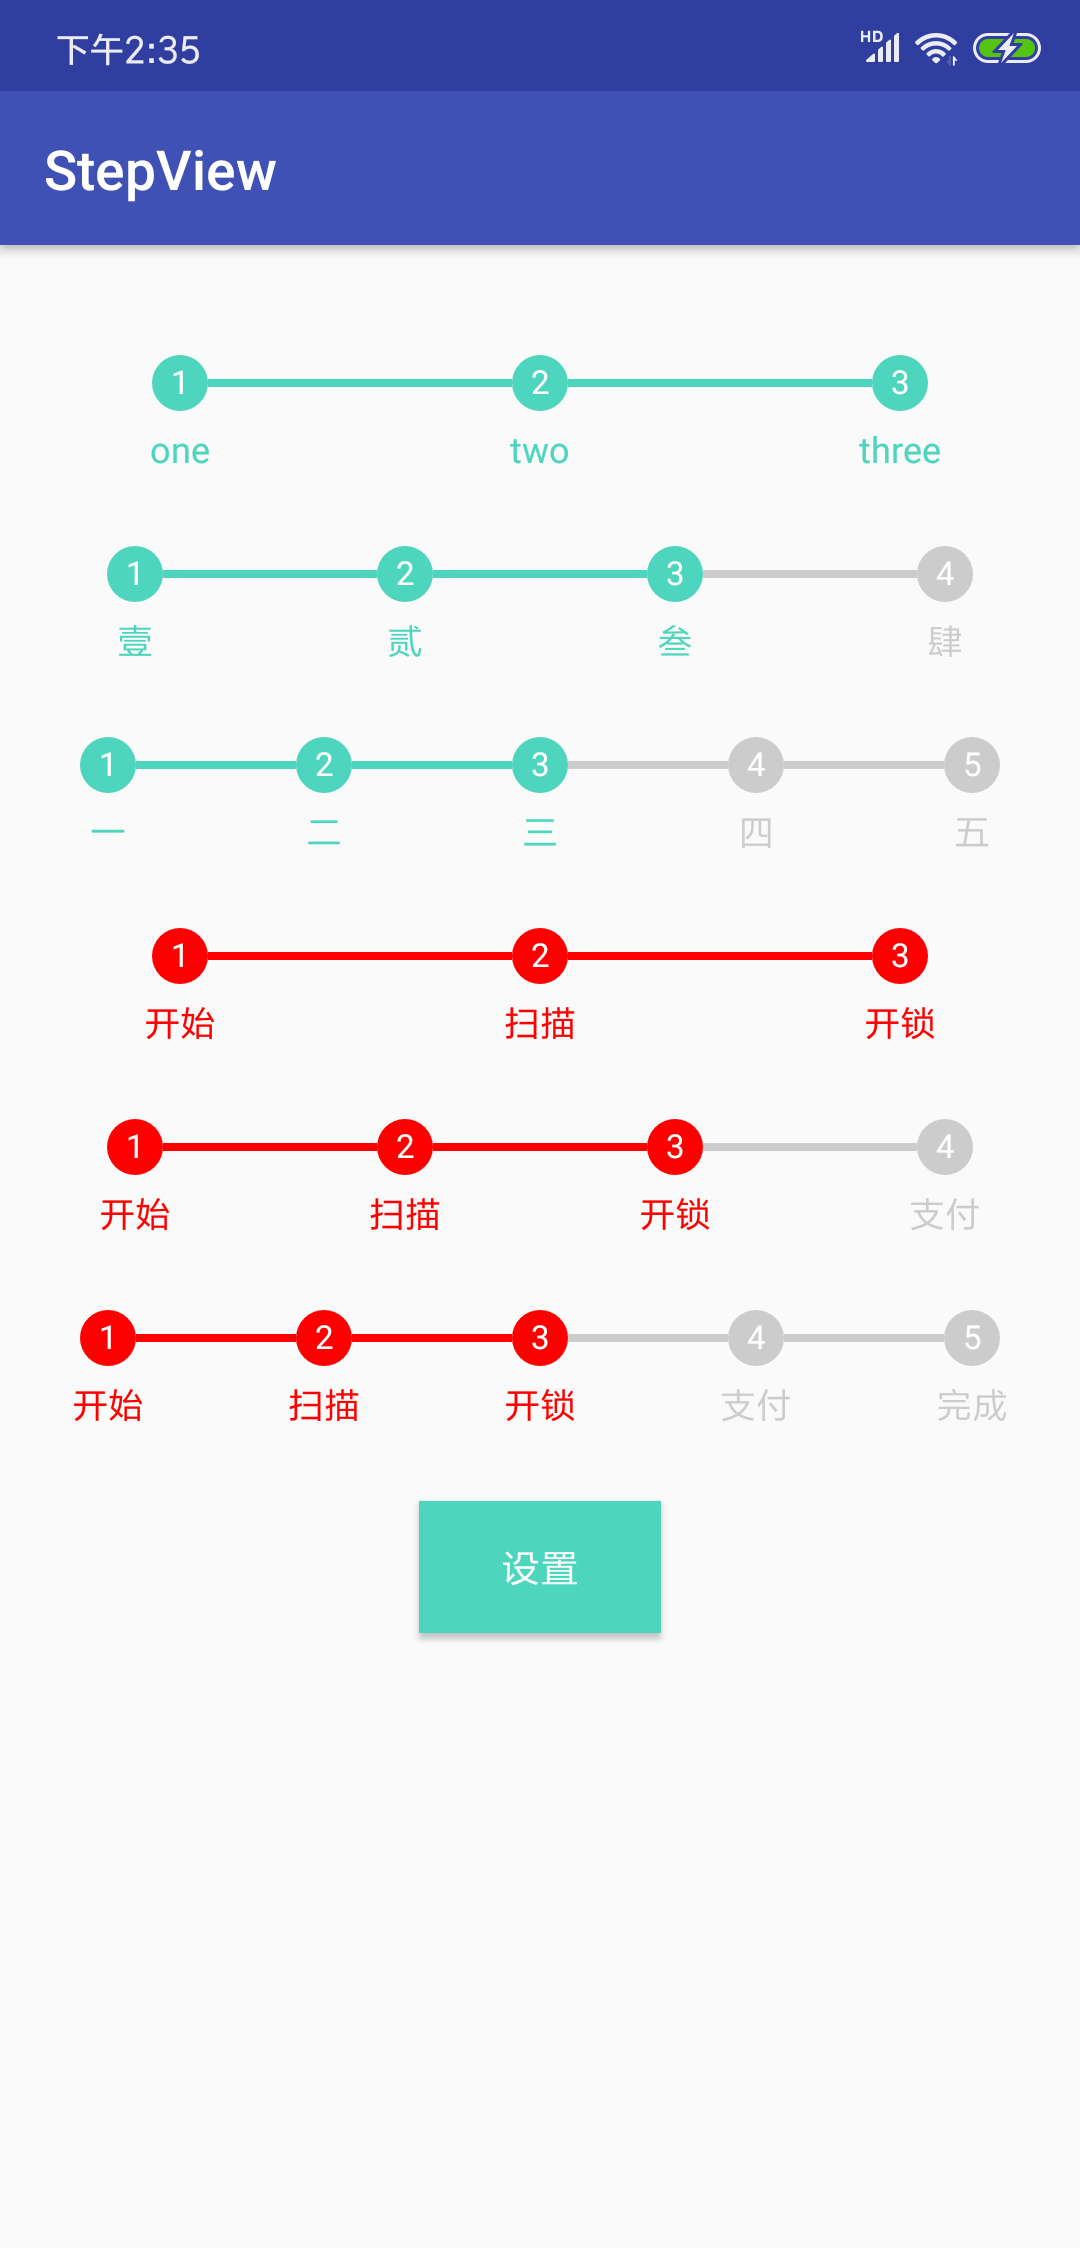 下午2:35 HD
StepView
1 2 3
one two three
1 2 3 4
壹 贰 叁 肆
1 2 3 4 5
一 二 三 四 五
1 2 3
开始 扫描 开锁
1 2 3 4
开始 扫描 开锁 支付
1 2 3 4 5
开始 扫描 开锁 支付 完成
设置